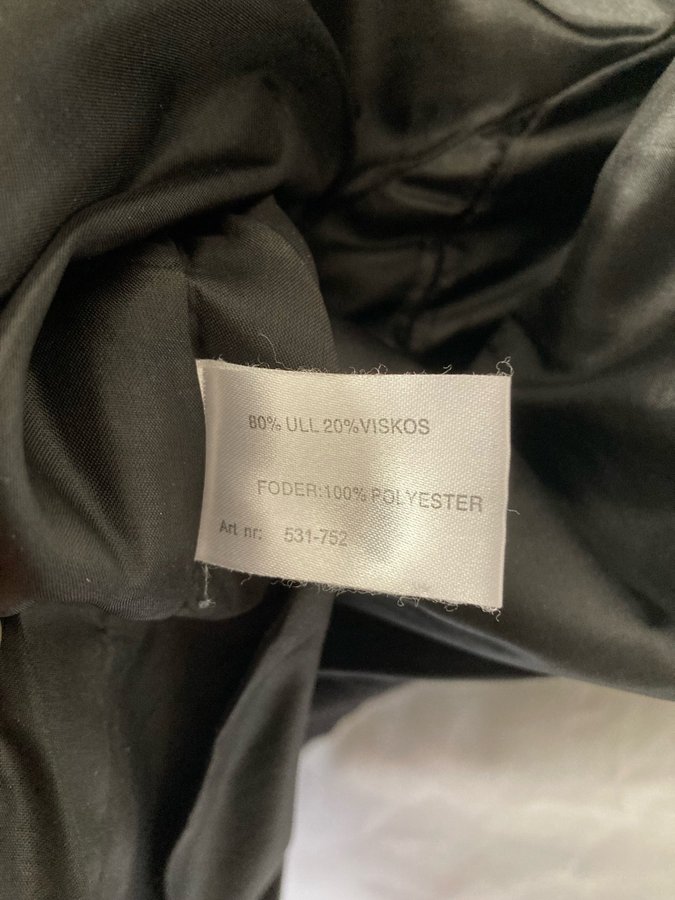 80% ULL 20%VISKOS
FODER:100% POLYESTER
Art nr: 531-752